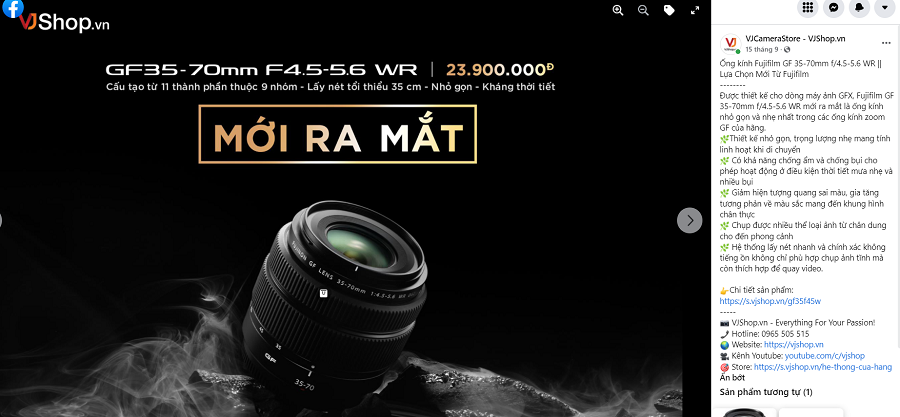 VJShop.vn
GF35-70mm F4.5-5.6 WR | 23.900.000Đ
Cấu tạo từ 11 thành phần thuộc 9 nhóm - Lấy nét tối thiểu 35 cm - Nhỏ gọn - Kháng thời tiết
MỚI RA MẮT
FUJINON GF LENS 35-70mm 1:4.5-5.6 WR
35-70
VJCameraStore - VJShop.vn
15 tháng 9 ·
Ống kính Fujifilm GF 35-70mm f/4.5-5.6 WR ||
Lựa Chọn Mới Từ Fujifilm
--------
Được thiết kế cho dòng máy ảnh GFX, Fujifilm GF
35-70mm f/4.5-5.6 WR mới ra mắt là ống kính
nhỏ gọn và nhẹ nhất trong các ống kính zoom
GF của hãng.
🌿Thiết kế nhỏ gọn, trọng lượng nhẹ mang tính
linh hoạt khi di chuyển
🌿 Có khả năng chống ẩm và chống bụi cho
phép hoạt động ở điều kiện thời tiết mưa nhẹ và
nhiều bụi
🌿 Giảm hiện tượng quang sai màu, gia tăng
tương phản về màu sắc mang đến khung hình
chân thực
🌿 Chụp được nhiều thể loại ảnh từ chân dung
cho đến phong cảnh
🌿 Hệ thống lấy nét nhanh và chính xác không
tiếng ồn không chỉ phù hợp chụp ảnh tĩnh mà
còn thích hợp để quay video.
👉Chi tiết sản phẩm:
https://s.vjshop.vn/gf35f45w
-----
📷 VJShop.vn - Everything For Your Passion!
📞 Hotline: 0965 505 515
🌏 Website: https://vjshop.vn
🎥 Kênh Youtube: youtube.com/c/vjshop
🎯 Store: https://s.vjshop.vn/he-thong-cua-hang
Ẩn bớt
Sản phẩm tương tự (1)